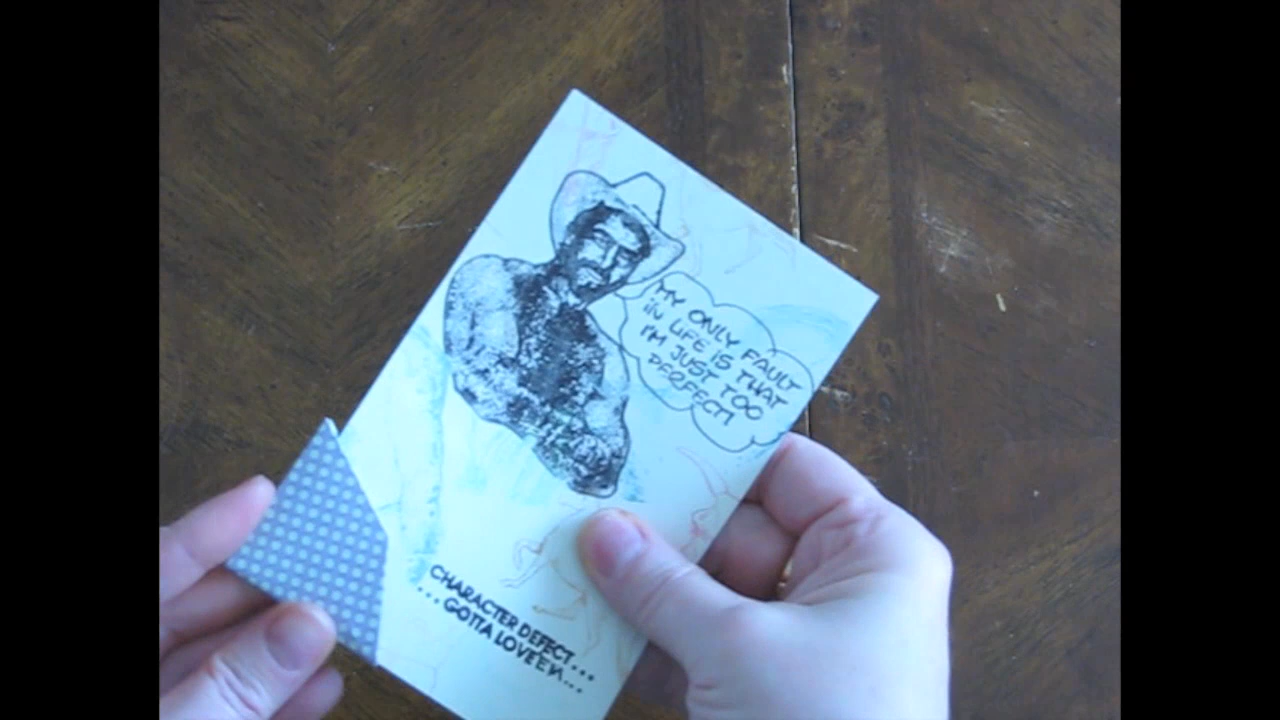 MY ONLY FAULT
IN LIFE IS THAT
I'M JUST TOO
PERFECT!
CHARACTER DEFECT...
...GOTTA LOVE'EM...